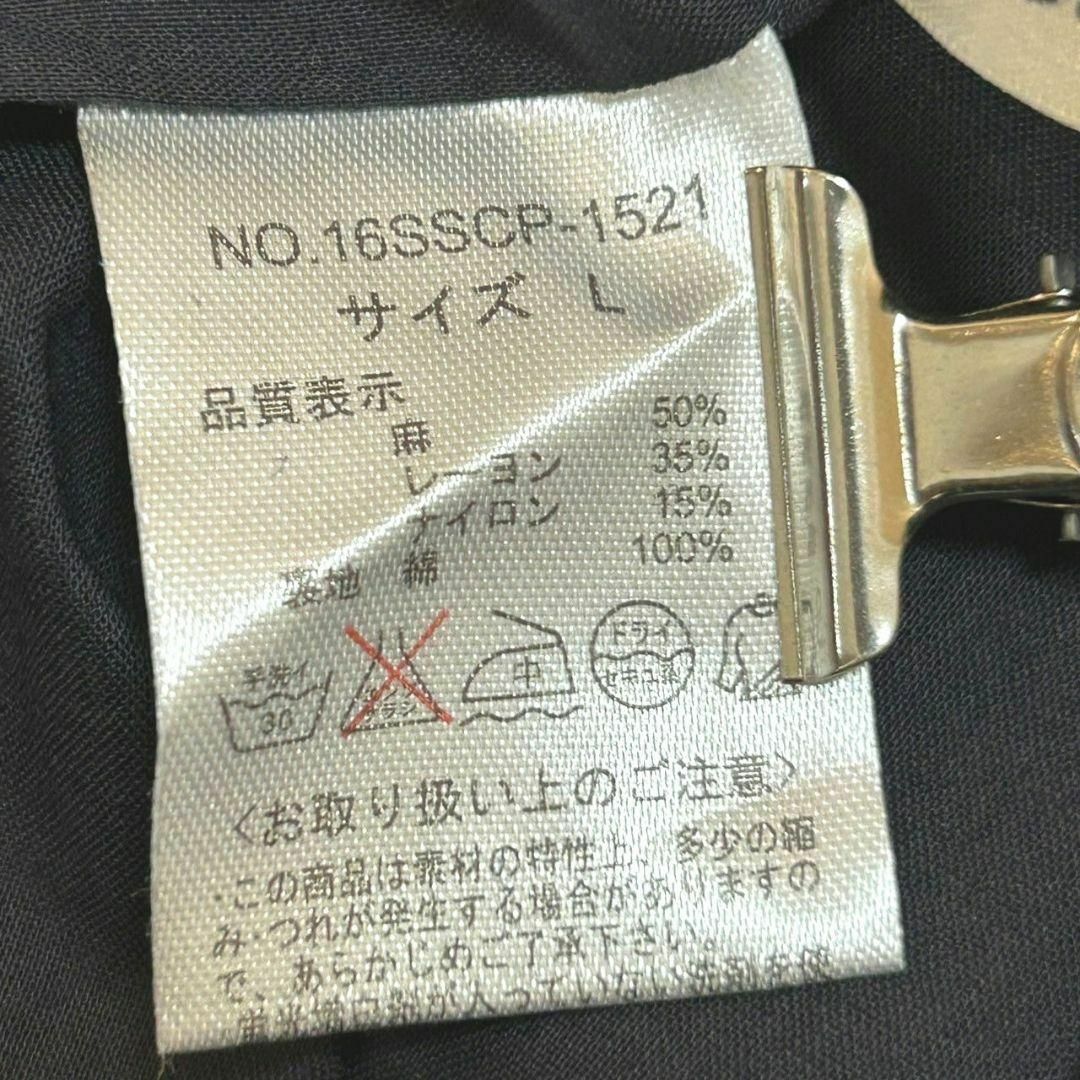 NO.16SSCP-1521
サイズ L
品質表示
麻 50%
レーヨン 35%
ナイロン 15%
裏地 綿 100%
手洗イ 30
中
ドライ セキユ系
〈お取り扱い上のご注意〉
・この商品は素材の特性上、多少の縮
み・つれが発生する場合がありますの
で、あらかじめご了承下さい。